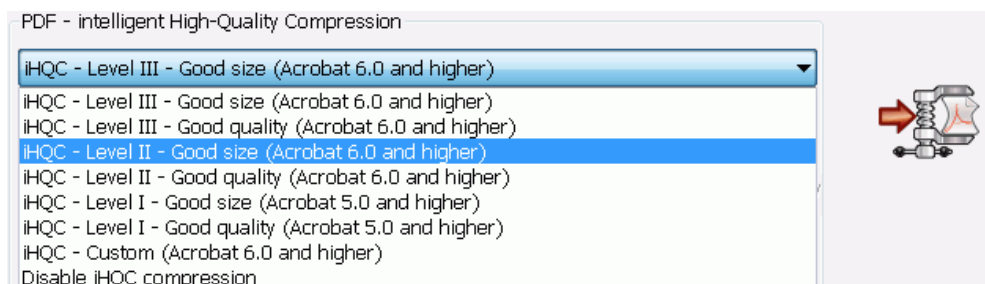 PDF - intelligent High-Quality Compression
iHQC - Level III - Good size (Acrobat 6.0 and higher)
iHQC - Level III - Good size (Acrobat 6.0 and higher)
iHQC - Level III - Good quality (Acrobat 6.0 and higher)
iHQC - Level II - Good size (Acrobat 6.0 and higher)
iHQC - Level II - Good quality (Acrobat 6.0 and higher)
iHQC - Level I - Good size (Acrobat 5.0 and higher)
iHQC - Level I - Good quality (Acrobat 5.0 and higher)
iHQC - Custom (Acrobat 6.0 and higher)
Disable iHQC compression